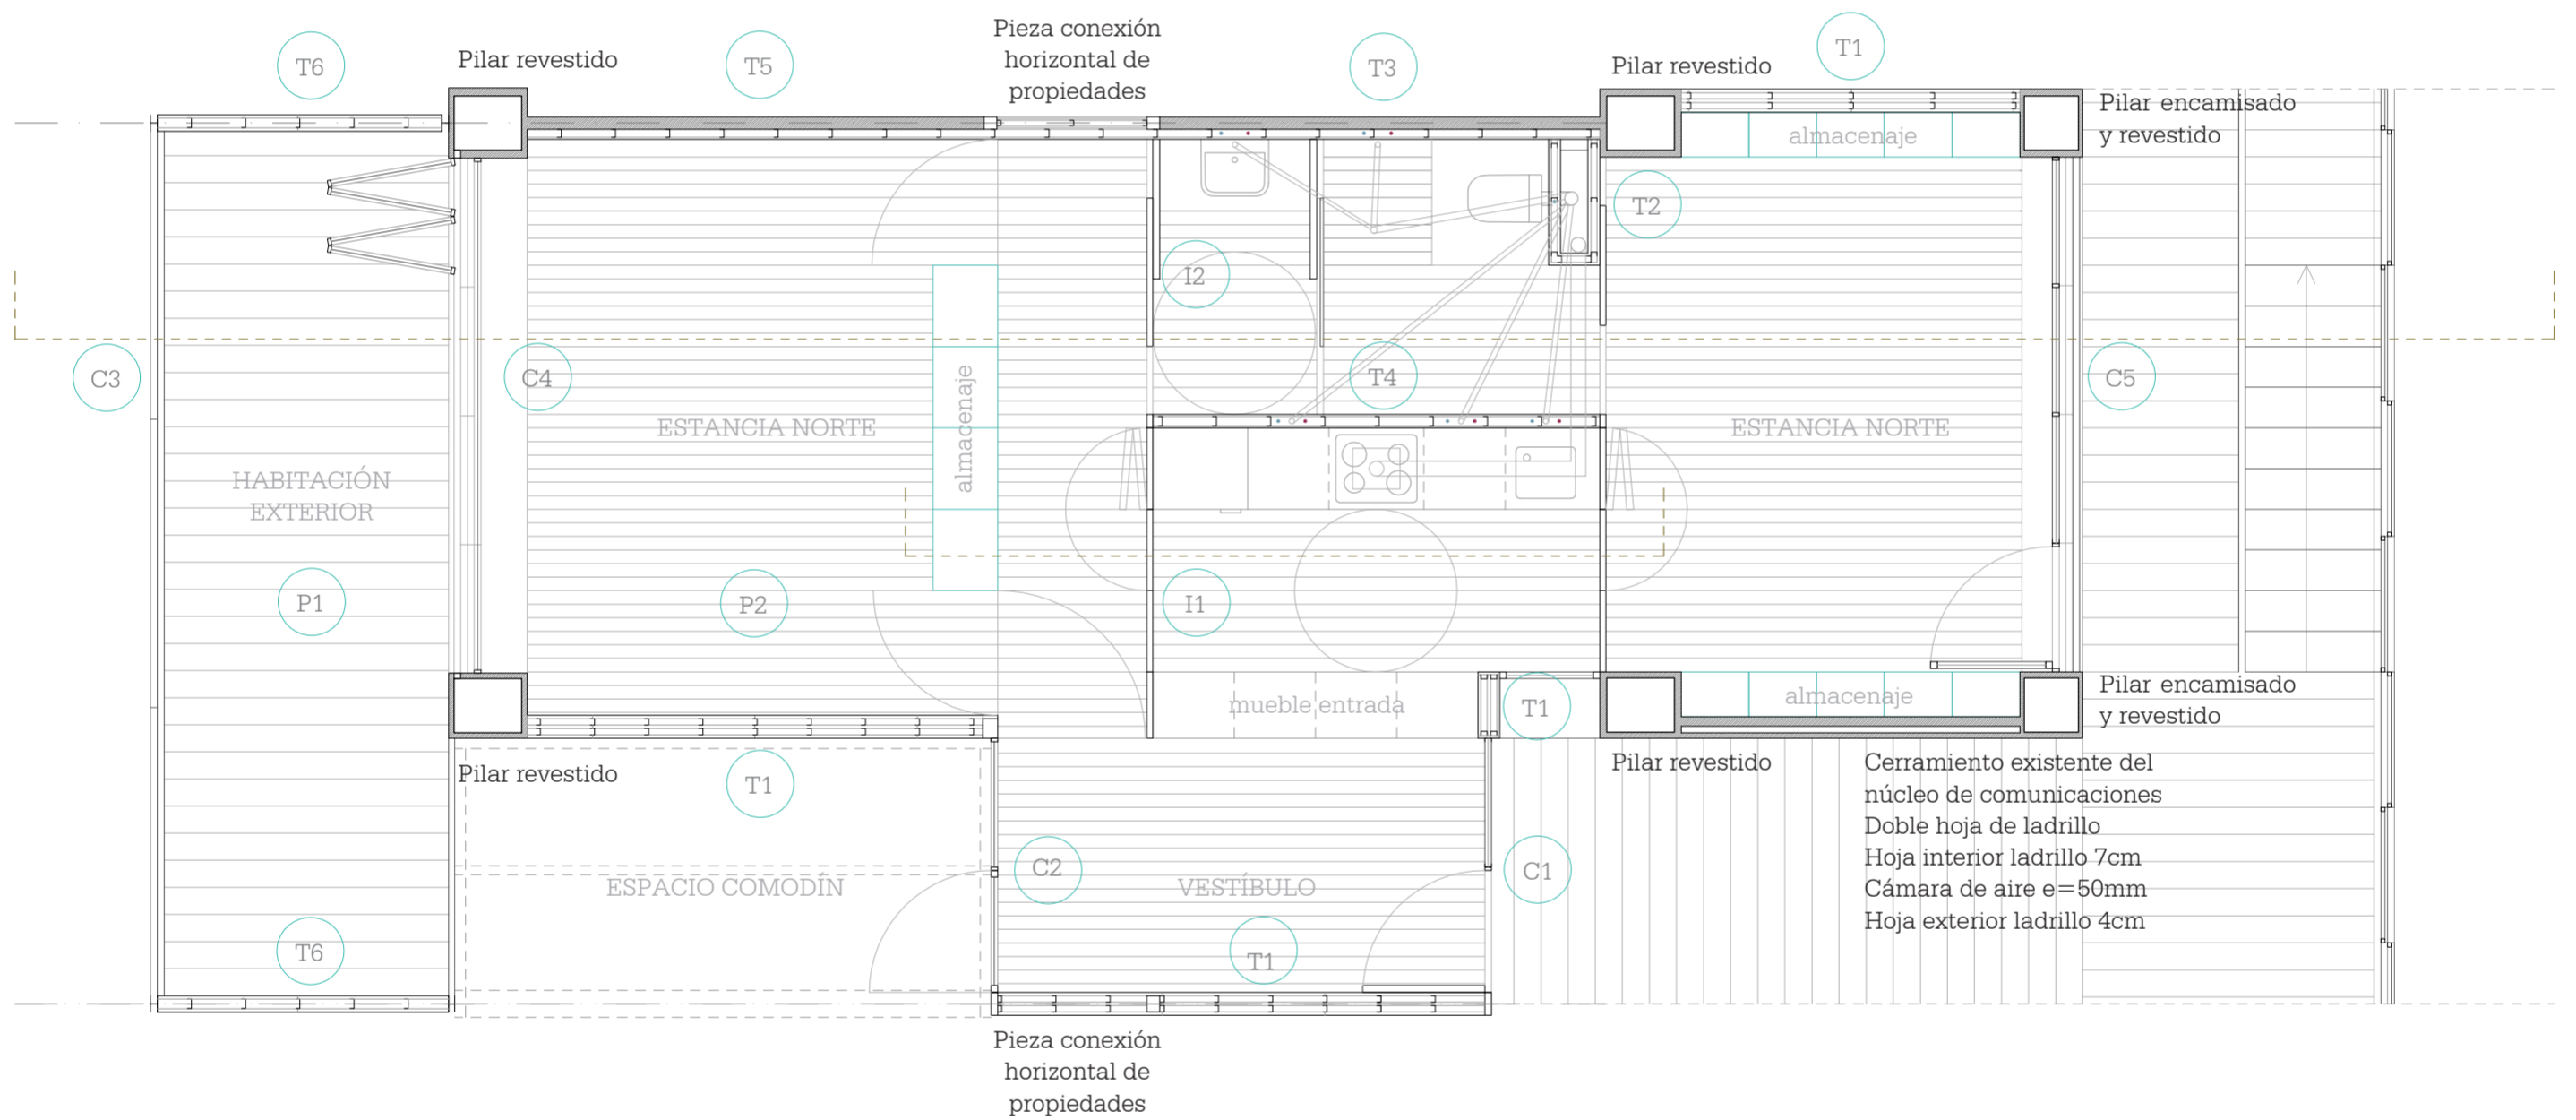 T6
Pilar revestido
T5
Pieza conexión
horizontal de
propiedades
T3
Pilar revestido
T1
Pilar encamisado
y revestido
almacenaje
T2
I2
C3
C4
T4
C5
almacenaje
ESTANCIA NORTE
ESTANCIA NORTE
HABITACIÓN
EXTERIOR
P1
P2
I1
mueble entrada
T1
almacenaje
Pilar encamisado
y revestido
Pilar revestido
T1
Pilar revestido
Cerramiento existente del
núcleo de comunicaciones
Doble hoja de ladrillo
Hoja interior ladrillo 7cm
Cámara de aire e=50mm
Hoja exterior ladrillo 4cm
C2
C1
ESPACIO COMODÍN
VESTÍBULO
T6
T1
Pieza conexión
horizontal de
propiedades